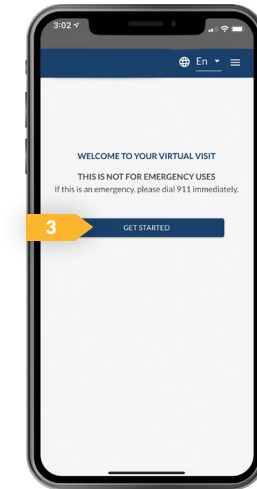 3:02
En
WELCOME TO YOUR VIRTUAL VISIT
THIS IS NOT FOR EMERGENCY USES
If this is an emergency, please dial 911 immediately.
3
GET STARTED